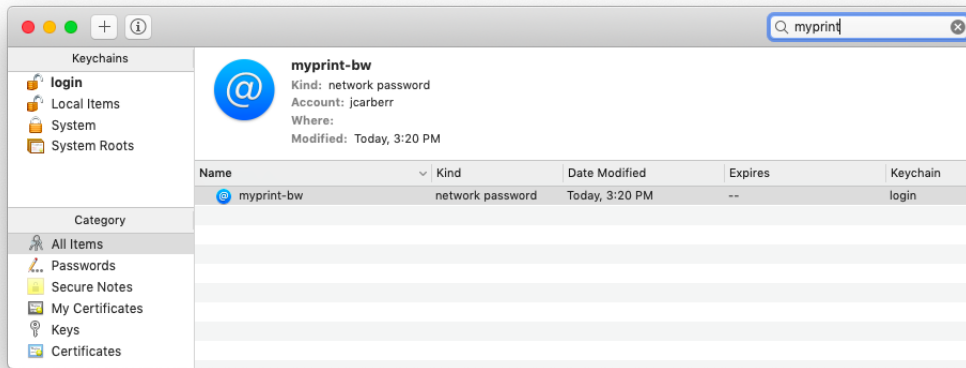 myprint
Keychains
login
Local Items
System
System Roots
@
myprint-bw
Kind: network password
Account: jcarberr
Where:
Modified: Today, 3:20 PM
Name Kind Date Modified Expires Keychain
@ myprint-bw network password Today, 3:20 PM -- login
Category
All Items
Passwords
Secure Notes
My Certificates
Keys
Certificates